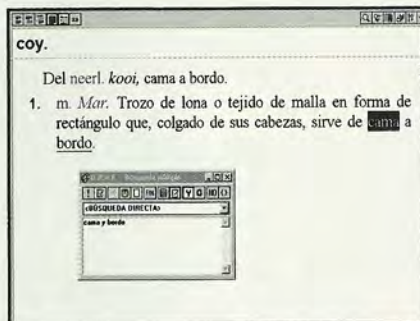 coy.
Del neerl. kooi, cama a bordo.
1. m. Mar. Trozo de lona o tejido de malla en forma de
rectángulo que, colgado de sus cabezas, sirve de cama a
bordo.
<BÚSQUEDA DIRECTA>
cama y bordo